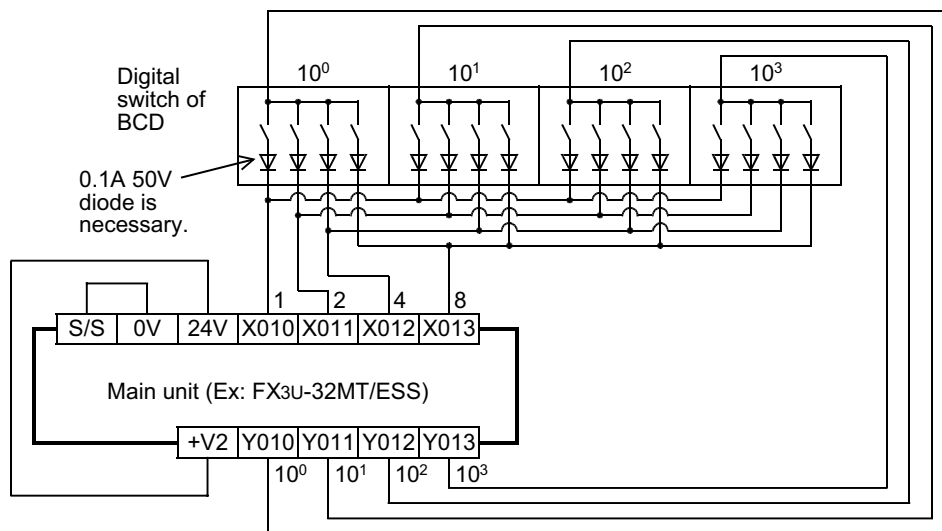 Digital
switch of
BCD
10⁰ 10¹ 10² 10³
0.1A 50V
diode is
necessary.
1 2 4 8
S/S 0V 24V X010 X011 X012 X013
Main unit (Ex: FX3U-32MT/ESS)
+V2 Y010 Y011 Y012 Y013
10⁰ 10¹ 10² 10³